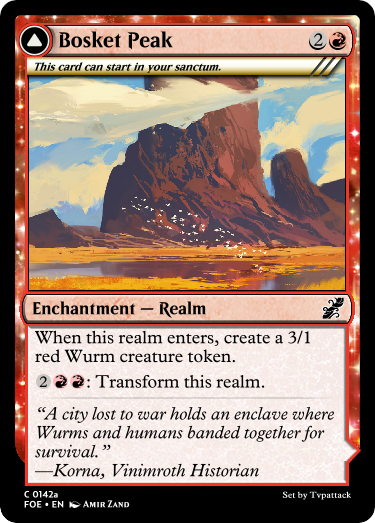 Bosket Peak 2
This card can start in your sanctum.
Enchantment — Realm
When this realm enters, create a 3/1
red Wurm creature token.
2: Transform this realm.
“A city lost to war holds an enclave where
Wurms and humans banded together for
survival.”
—Korna, Vinimroth Historian
C 0142a
FOE • EN Amir Zand
Set by Tvpattack